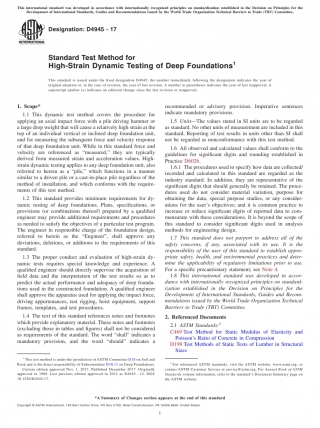 This international standard was developed in accordance with internationally recognized principles on standardization established in the Decision on Principles for the
Development of International Standards, Guides and Recommendations issued by the World Trade Organization Technical Barriers to Trade (TBT) Committee.
Designation: D4945 − 17
INTERNATIONAL
Standard Test Method for
High-Strain Dynamic Testing of Deep Foundations1
This standard is issued under the fixed designation D4945; the number immediately following the designation indicates the year of
original adoption or, in the case of revision, the year of last revision. A number in parentheses indicates the year of last reapproval. A
superscript epsilon (ε) indicates an editorial change since the last revision or reapproval.
1. Scope*
1.1 This dynamic test method covers the procedure for
applying an axial impact force with a pile driving hammer or
a large drop weight that will cause a relatively high strain at the
top of an individual vertical or inclined deep foundation unit,
and for measuring the subsequent force and velocity response
of that deep foundation unit. While in this standard force and
velocity are referenced as “measured,” they are typically
derived from measured strain and acceleration values. High-
strain dynamic testing applies to any deep foundation unit, also
referred to herein as a “pile,” which functions in a manner
similar to a driven pile or a cast-in-place pile regardless of the
method of installation, and which conforms with the require-
ments of this test method.
1.2 This standard provides minimum requirements for dy-
namic testing of deep foundations. Plans, specifications, or
provisions (or combinations thereof) prepared by a qualified
engineer may provide additional requirements and procedures
as needed to satisfy the objectives of a particular test program.
The engineer in responsible charge of the foundation design,
referred to herein as the “Engineer”, shall approve any
deviations, deletions, or additions to the requirements of this
standard.
1.3 The proper conduct and evaluation of high-strain dy-
namic tests requires special knowledge and experience. A
qualified engineer should directly supervise the acquisition of
field data and the interpretation of the test results so as to
predict the actual performance and adequacy of deep founda-
tions used in the constructed foundation. A qualified engineer
shall approve the apparatus used for applying the impact force,
driving appurtenances, test rigging, hoist equipment, support
frames, templates, and test procedures.
1.4 The text of this standard references notes and footnotes
which provide explanatory material. These notes and footnotes
(excluding those in tables and figures) shall not be considered
as requirements of the standard. The word “shall” indicates a
mandatory provision, and the word “should” indicates a
recommended or advisory provision. Imperative sentences
indicate mandatory provisions.
1.5 Units—The values stated in SI units are to be regarded
as standard. No other units of measurement are included in this
standard. Reporting of test results in units other than SI shall
not be regarded as nonconformance with this test method.
1.6 All observed and calculated values shall conform to the
guidelines for significant digits and rounding established in
Practice D6026.
1.6.1 The procedures used to specify how data are collected/
recorded and calculated in this standard are regarded as the
industry standard. In addition, they are representative of the
significant digits that should generally be retained. The proce-
dures used do not consider material variation, purpose for
obtaining the data, special purpose studies, or any consider-
ations for the user’s objectives; and it is common practice to
increase or reduce significant digits of reported data to com-
mensurate with these considerations. It is beyond the scope of
this standard to consider significant digits used in analysis
methods for engineering design.
1.7 This standard does not purport to address all of the
safety concerns, if any, associated with its use. It is the
responsibility of the user of this standard to establish appro-
priate safety, health, and environmental practices and deter-
mine the applicability of regulatory limitations prior to use.
For a specific precautionary statement, see Note 4.
1.8 This international standard was developed in accor-
dance with internationally recognized principles on standard-
ization established in the Decision on Principles for the
Development of International Standards, Guides and Recom-
mendations issued by the World Trade Organization Technical
Barriers to Trade (TBT) Committee.
2. Referenced Documents
2.1 ASTM Standards:2
C469 Test Method for Static Modulus of Elasticity and
Poisson’s Ratio of Concrete in Compression
D198 Test Methods of Static Tests of Lumber in Structural
Sizes
1 This test method is under the jurisdiction of ASTM Committee D18 on Soil and
Rock and is the direct responsibility of Subcommittee D18.11 on Deep Foundations.
Current edition approved Nov. 1, 2017. Published December 2017. Originally
approved in 1989. Last previous edition approved in 2012 as D4945 – 12. DOI:
10.1520/D4945-17.
2 For referenced ASTM standards, visit the ASTM website, www.astm.org, or
contact ASTM Customer Service at service@astm.org. For Annual Book of ASTM
Standards volume information, refer to the standard’s Document Summary page on
the ASTM website.
*A Summary of Changes section appears at the end of this standard
Copyright © ASTM International, 100 Barr Harbor Drive, PO Box C700, West Conshohocken, PA 19428-2959. United States
1